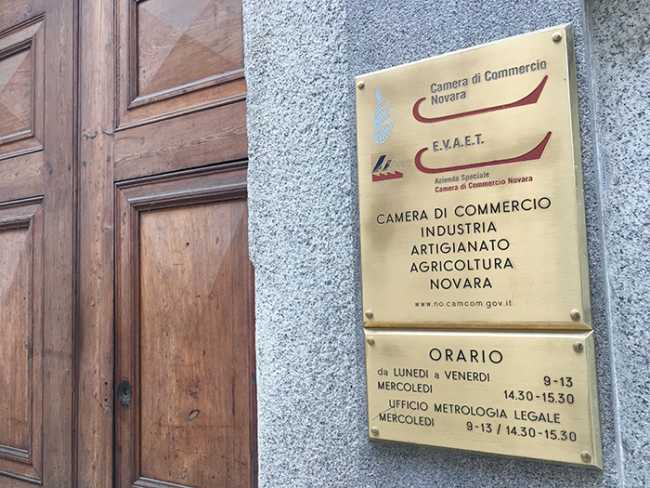 Camera di Commercio
Novara
E.V.A.E.T.
Azienda Speciale
Camera di Commercio Novara
CAMERA DI COMMERCIO
INDUSTRIA
ARTIGIANATO
AGRICOLTURA
NOVARA
www.no.camcom.gov.it
ORARIO
da LUNEDI a VENERDI 9-13
MERCOLEDI 14.30-15.30
UFFICIO METROLOGIA LEGALE
MERCOLEDI 9-13 / 14.30-15.30